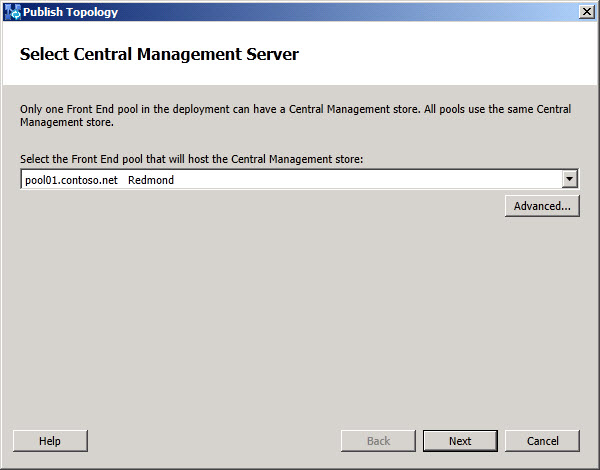 Publish Topology
Select Central Management Server
Only one Front End pool in the deployment can have a Central Management store. All pools use the same Central
Management store.
Select the Front End pool that will host the Central Management store:
pool01.contoso.net   Redmond
Advanced...
Help
Back
Next
Cancel